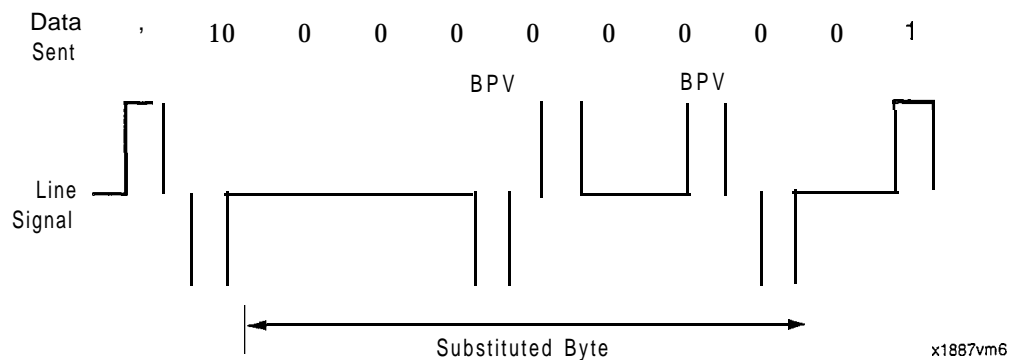 Data , 10 0 0 0 0 0 0 0 0 1
Sent
BPV BPV
Line
Signal
Substituted Byte
x1887vm6